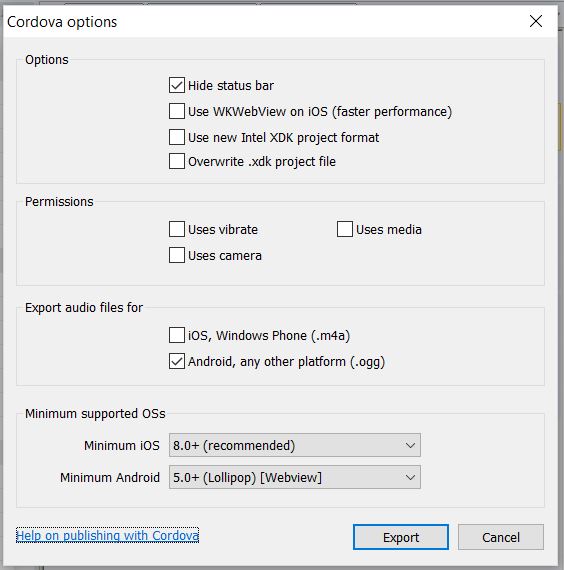 Cordova options
Options
Hide status bar
Use WKWebView on iOS (faster performance)
Use new Intel XDK project format
Overwrite .xdk project file
Permissions
Uses vibrate Uses media
Uses camera
Export audio files for
iOS, Windows Phone (.m4a)
Android, any other platform (.ogg)
Minimum supported OSs
Minimum iOS 8.0+ (recommended)
Minimum Android 5.0+ (Lollipop) [Webview]
Help on publishing with Cordova Export Cancel